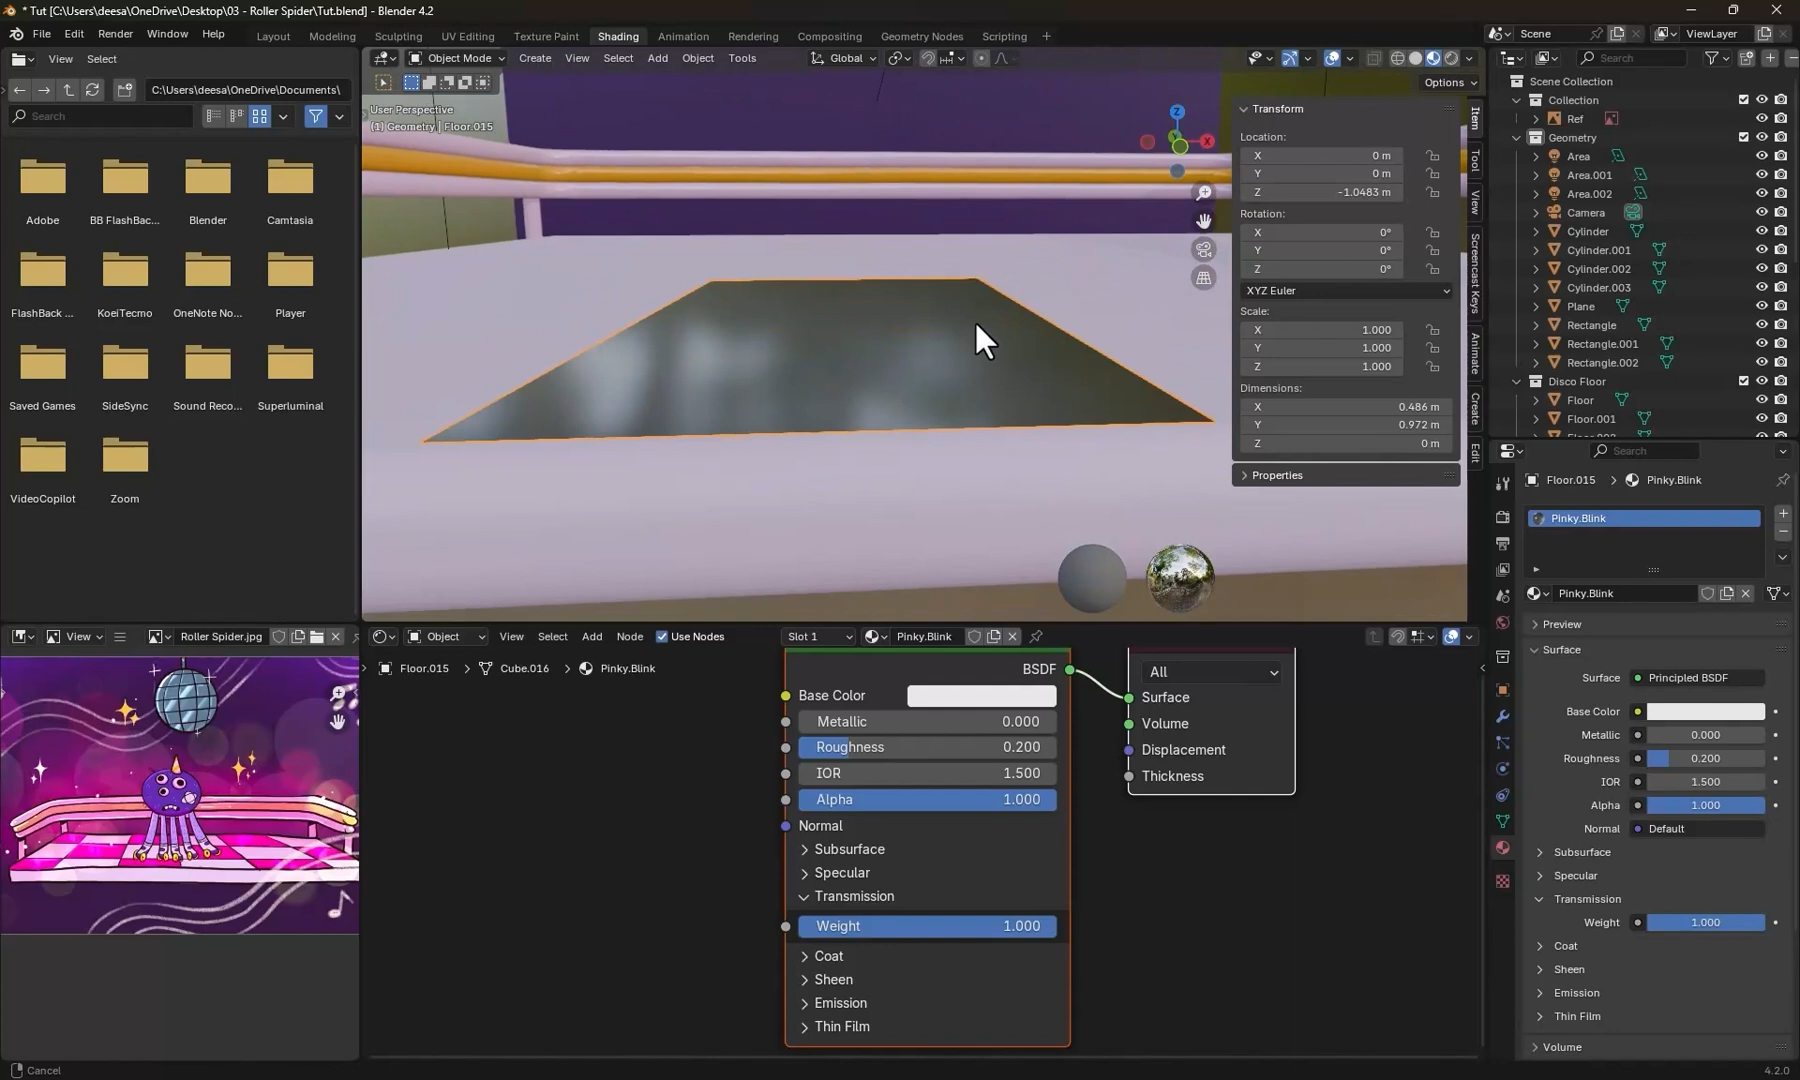 * Tut [C:\Users\deesa\OneDrive\Desktop\03 - Roller Spider\Tut.blend] - Blender 4.2
File Edit Render Window Help Layout Modeling Sculpting UV Editing Texture Paint Shading Animation Rendering Compositing Geometry Nodes Scripting + Scene ViewLayer
View Select
Object Mode Create View Select Add Object Tools Global
Search
C:\Users\deesa\OneDrive\Documents\
Search
Options
Adobe BB FlashBac... Blender Camtasia
FlashBack ... KoeiTecmo OneNote No... Player
Saved Games SideSync Sound Reco... Superluminal
VideoCopilot Zoom
User Perspective
(1) Geometry | Floor.015
Z
X
Y
Transform
Location:
X 0 m
Y 0 m
Z -1.0483 m
Rotation:
X 0°
Y 0°
Z 0°
XYZ Euler
Scale:
X 1.000
Y 1.000
Z 1.000
Dimensions:
X 0.486 m
Y 0.972 m
Z 0 m
Properties
Item
Tool
View
Screencast Keys
Animate
Create
Edit
Scene Collection
Collection
Ref
Geometry
Area
Area.001
Area.002
Camera
Cylinder
Cylinder.001
Cylinder.002
Cylinder.003
Plane
Rectangle
Rectangle.001
Rectangle.002
Disco Floor
Floor
Floor.001
Search
Floor.015 Pinky.Blink
Pinky.Blink
Pinky.Blink
Preview
Surface
Surface Principled BSDF
Base Color
Metallic 0.000
Roughness 0.200
IOR 1.500
Alpha 1.000
Normal Default
Subsurface
Specular
Transmission
Weight 1.000
Coat
Sheen
Emission
Thin Film
Volume
View Roller Spider.jpg
Object View Select Add Node Use Nodes Slot 1 Pinky.Blink
Floor.015 Cube.016 Pinky.Blink
BSDF
Base Color
Metallic 0.000
Roughness 0.200
IOR 1.500
Alpha 1.000
Normal
Subsurface
Specular
Transmission
Weight 1.000
Coat
Sheen
Emission
Thin Film
All
Surface
Volume
Displacement
Thickness
Cancel
4.2.0